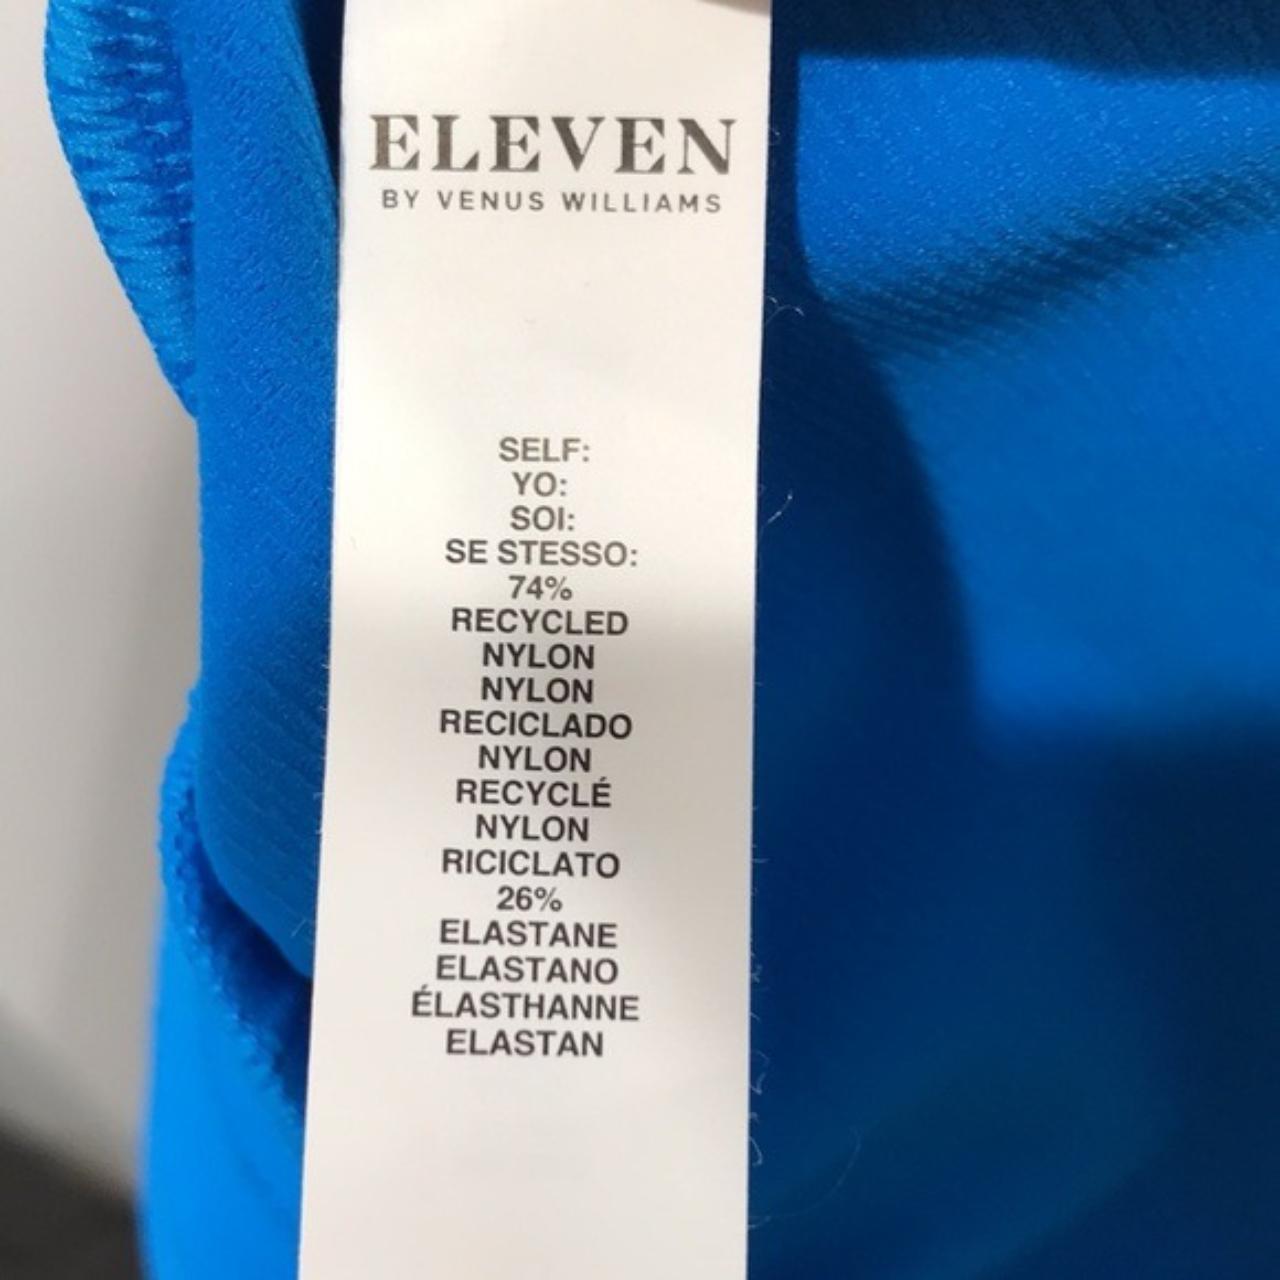 ELEVEN
BY VENUS WILLIAMS
SELF:
YO:
SOI:
SE STESSO:
74%
RECYCLED
NYLON
NYLON
RECICLADO
NYLON
RECYCLÉ
NYLON
RICICLATO
26%
ELASTANE
ELASTANO
ÉLASTHANNE
ELASTAN